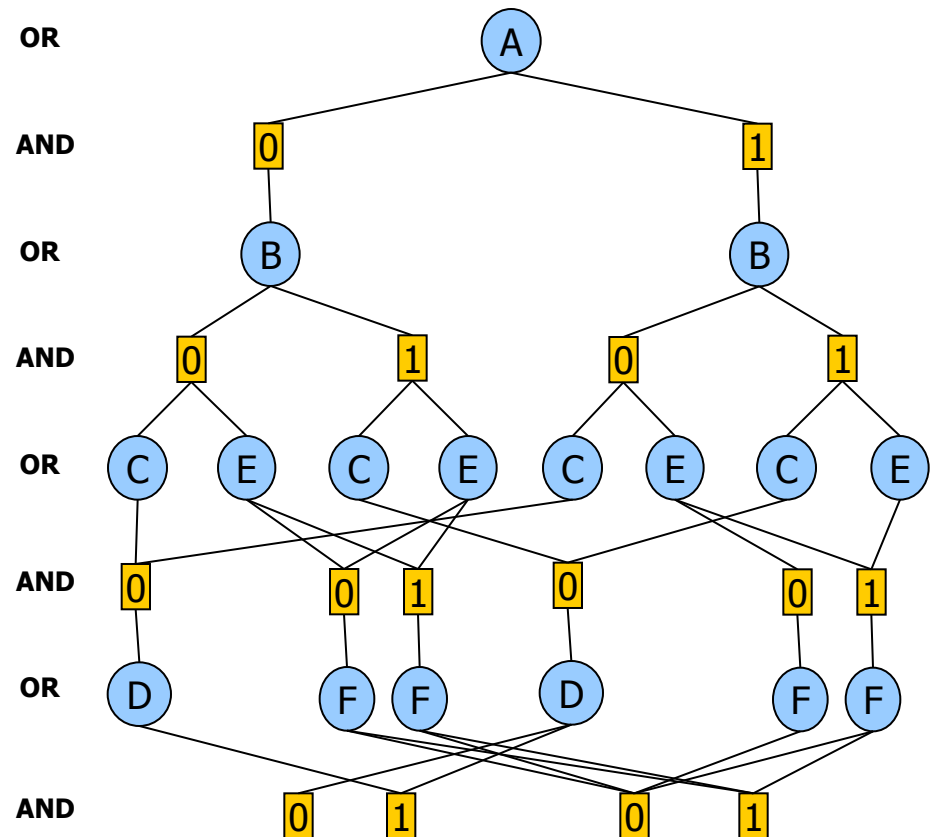 OR A
AND 0 1
OR B B
AND 0 1 0 1
OR C E C E C E C E
AND 0 0 1 0 0 1
OR D F F D F F
AND 0 1 0 1